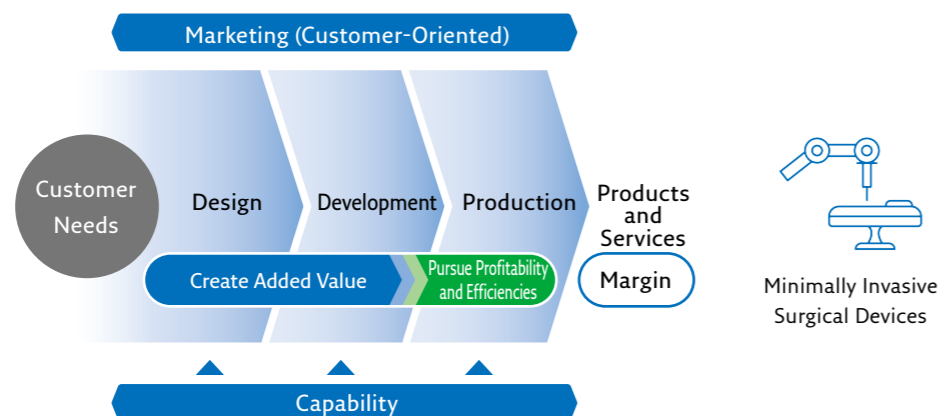 Marketing (Customer-Oriented)
Customer
Needs
Design
Development
Production
Products
and
Services
Create Added Value
Pursue Profitability
and Efficiencies
Margin
Minimally Invasive
Surgical Devices
Capability